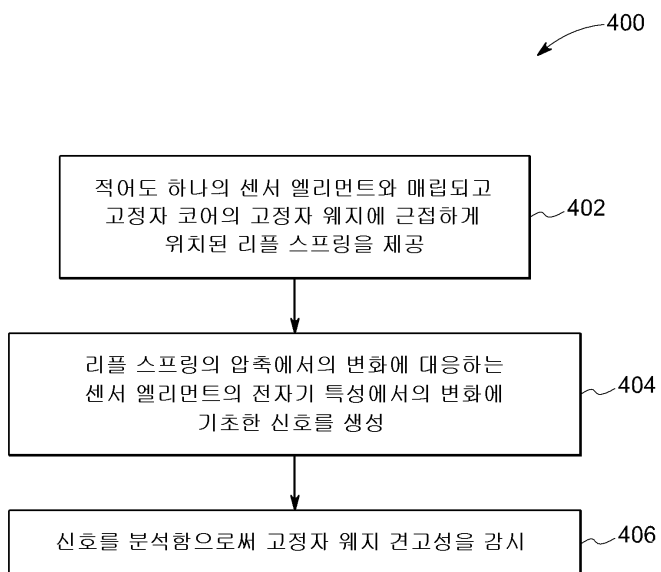 400
적어도 하나의 센서 엘리먼트와 매립되고
고정자 코어의 고정자 웨지에 근접하게
위치된 리플 스프링을 제공
402
리플 스프링의 압축에서의 변화에 대응하는
센서 엘리먼트의 전자기 특성에서의 변화에
기초한 신호를 생성
404
신호를 분석함으로써 고정자 웨지 견고성을 감시
406